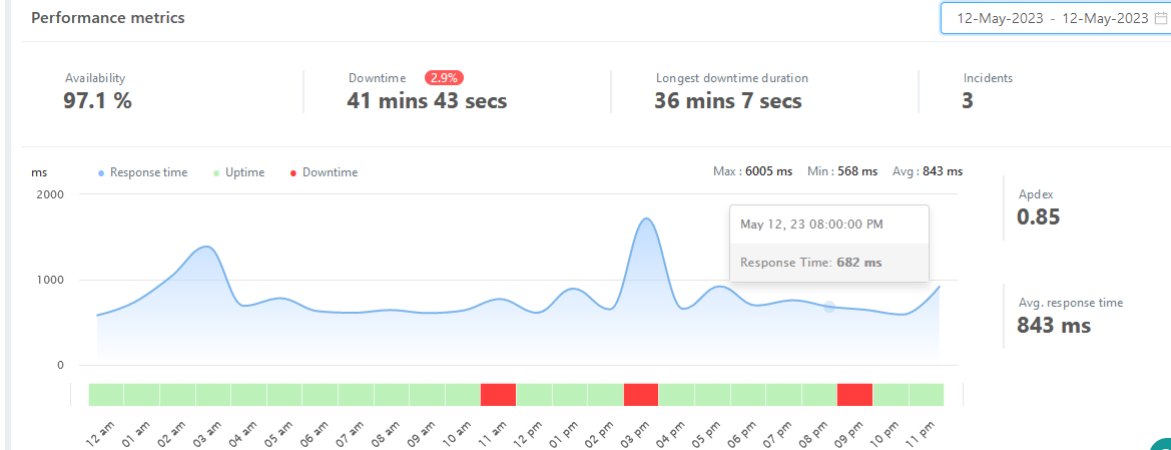 Performance metrics
12-May-2023 - 12-May-2023
Availability
97.1 %
Downtime 2.9%
41 mins 43 secs
Longest downtime duration
36 mins 7 secs
Incidents
3
ms
Response time Uptime Downtime
Max : 6005 ms Min : 568 ms Avg : 843 ms
2000
1000
0
May 12, 23 08:00:00 PM
Response Time: 682 ms
12 am 01 am 02 am 03 am 04 am 05 am 06 am 07 am 08 am 09 am 10 am 11 am 12 pm 01 pm 02 pm 03 pm 04 pm 05 pm 06 pm 07 pm 08 pm 09 pm 10 pm 11 pm
Apdex
0.85
Avg. response time
843 ms